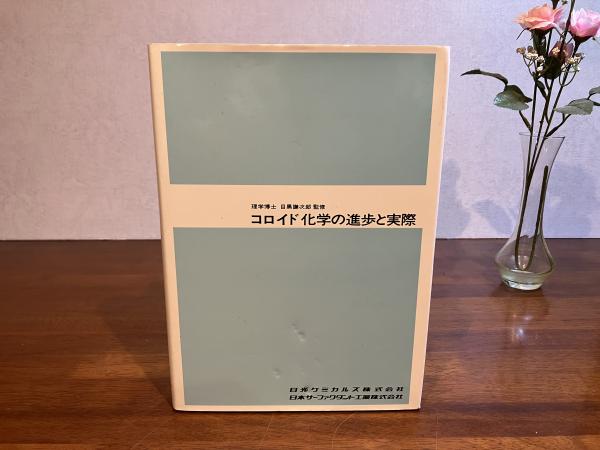 理学博士 目黒謙次郎 監修
コロイド化学の進歩と実際
日光ケミカルズ株式会社
日本サーファクタント工業株式会社